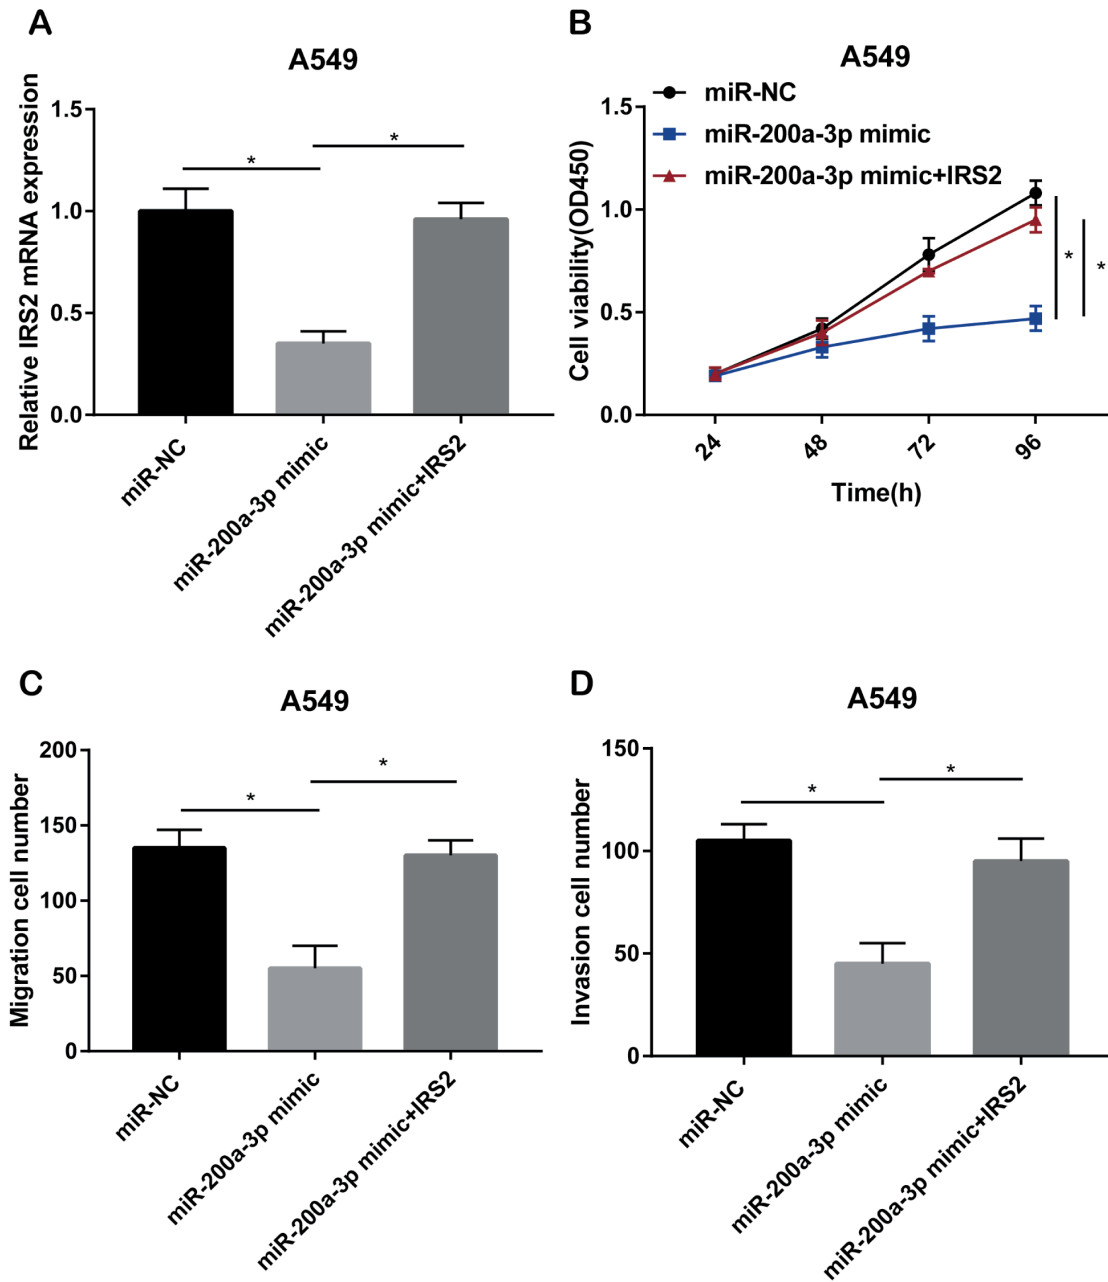 A
A549
Relative IRS2 mRNA expression
1.5
1.0
0.5
0.0
*
*
miR-NC
miR-200a-3p mimic
miR-200a-3p mimic+IRS2
B
A549
miR-NC
miR-200a-3p mimic
miR-200a-3p mimic+IRS2
Cell viability(OD450)
1.5
1.0
0.5
0.0
*
*
24
48
72
96
Time(h)
C
A549
Migration cell number
200
150
100
50
0
*
*
miR-NC
miR-200a-3p mimic
miR-200a-3p mimic+IRS2
D
A549
Invasion cell number
150
100
50
0
*
*
miR-NC
miR-200a-3p mimic
miR-200a-3p mimic+IRS2